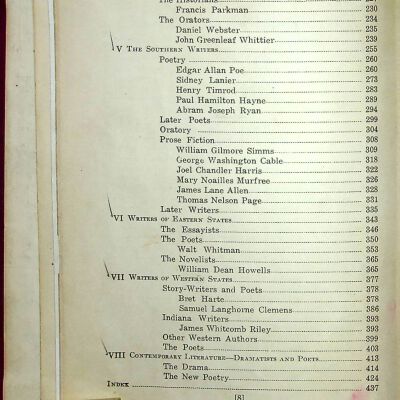 The Historians 230
Francis Parkman 230
The Orators 234
Daniel Webster 235
John Greenleaf Whittier 239
V The Southern Writers 255
Poetry 260
Edgar Allan Poe 260
Sidney Lanier 273
Henry Timrod 283
Paul Hamilton Hayne 289
Abram Joseph Ryan 294
Later Poets 299
Oratory 304
Prose Fiction 308
William Gilmore Simms 309
George Washington Cable 318
Joel Chandler Harris 322
Mary Noailles Murfree 326
James Lane Allen 328
Thomas Nelson Page 331
Later Writers 335
VI Writers of Eastern States 343
The Essayists 346
The Poets 350
Walt Whitman 353
The Novelists 365
William Dean Howells 365
VII Writers of Western States 377
Story-Writers and Poets 378
Bret Harte 378
Samuel Langhorne Clemens 386
Indiana Writers 393
James Whitcomb Riley 393
Other Western Authors 399
The Poets 403
VIII Contemporary Literature—Dramatists and Poets 413
The Drama 414
The New Poetry 424
Index 437
[8]